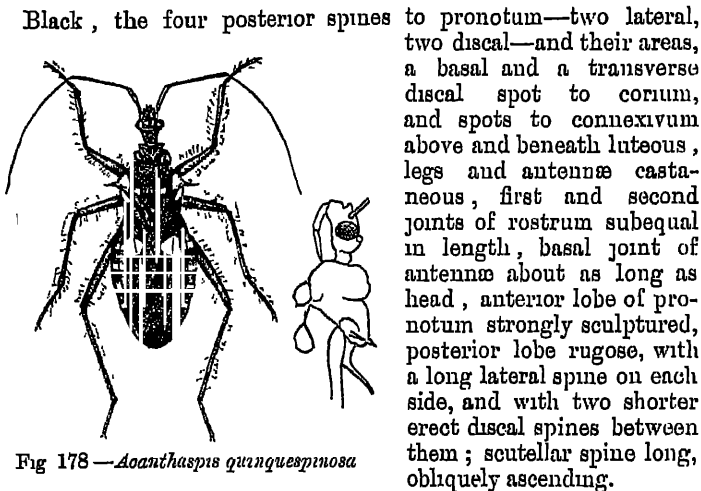 Black, the four posterior spines to pronotum—two lateral,
two discal—and their areas,
a basal and a transverse
discal spot to corium,
and spots to connexivum
above and beneath luteous,
legs and antennæ casta-
neous, first and second
joints of rostrum subequal
in length, basal joint of
antennæ about as long as
head, anterior lobe of pro-
notum strongly sculptured,
posterior lobe rugose, with
a long lateral spine on each
side, and with two shorter
erect discal spines between
them; scutellar spine long,
obliquely ascending.
Fig 178—Acanthaspis quinquespinosa